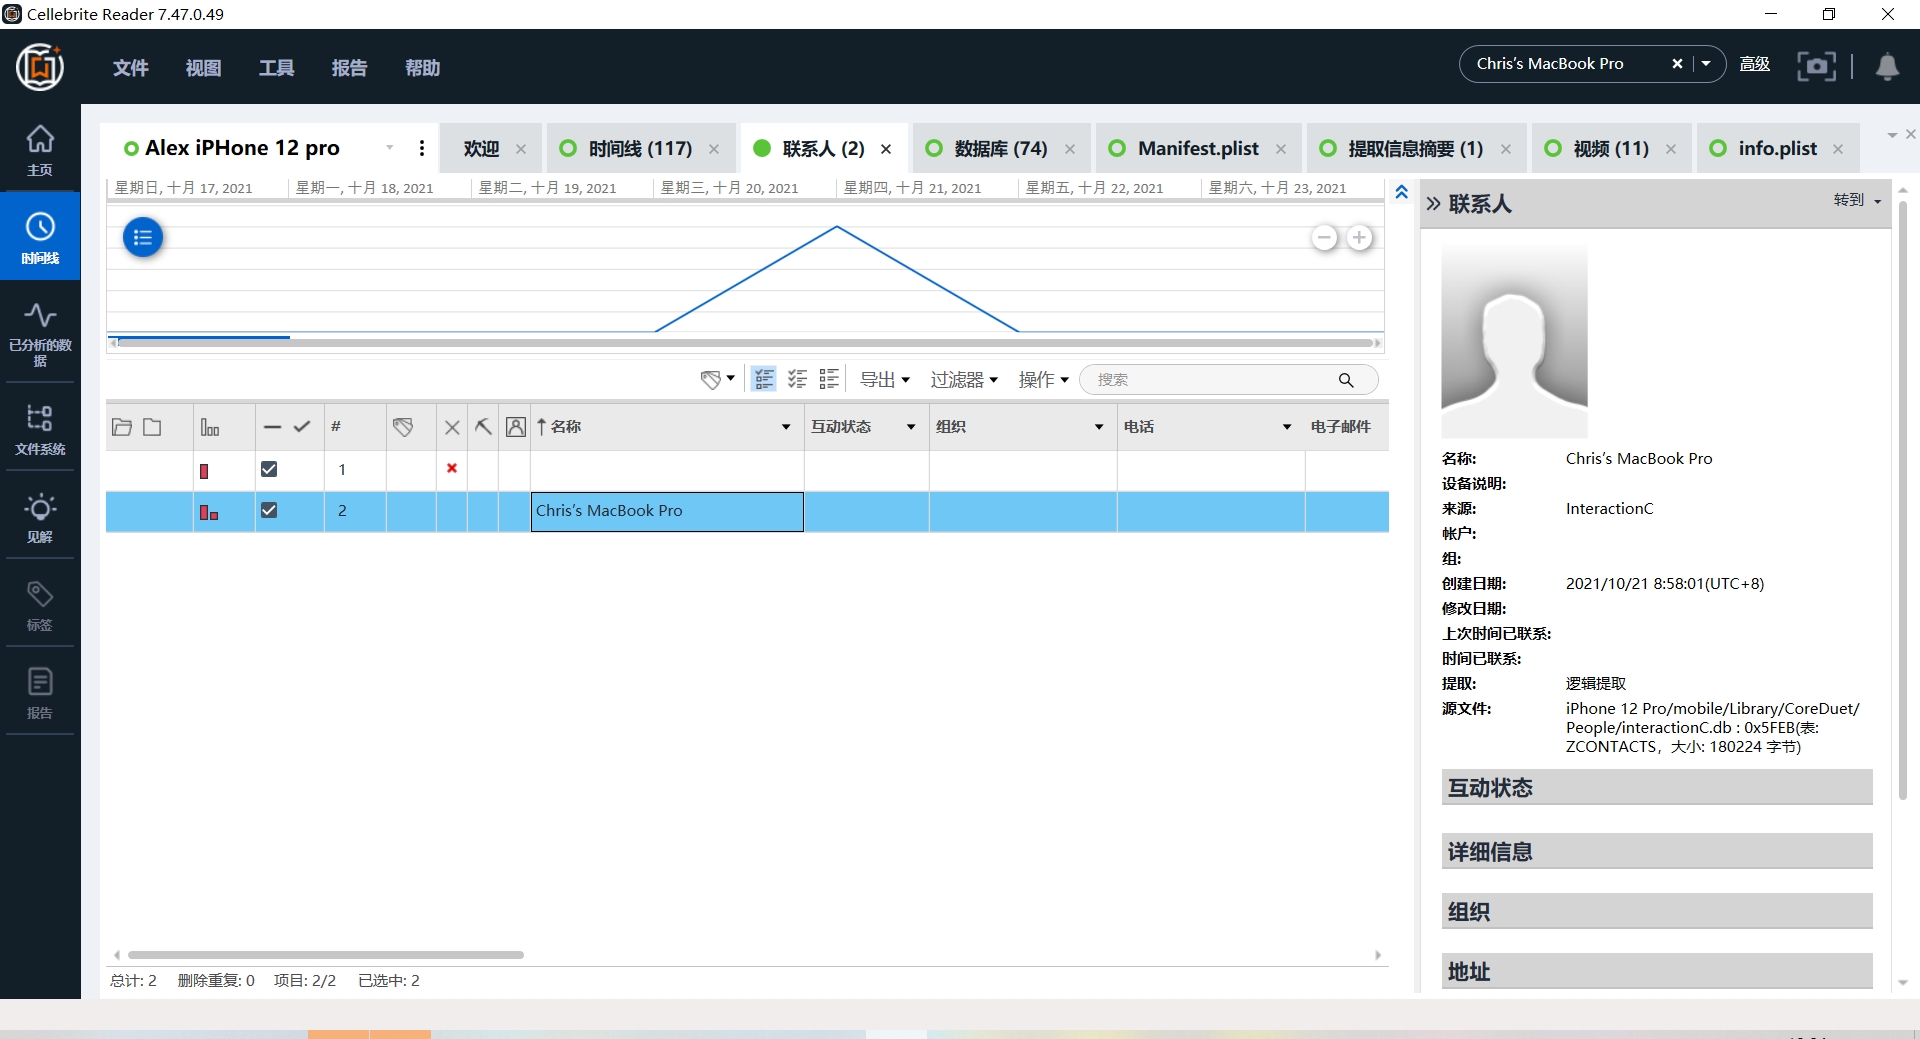 Cellebrite Reader 7.47.0.49
文件 视图 工具 报告 帮助
Chris’s MacBook Pro
高级
主页
时间线
已分析的数据
文件系统
见解
标签
报告
Alex iPHone 12 pro
欢迎
时间线 (117)
联系人 (2)
数据库 (74)
Manifest.plist
提取信息摘要 (1)
视频 (11)
info.plist
星期日, 十月 17, 2021
星期一, 十月 18, 2021
星期二, 十月 19, 2021
星期三, 十月 20, 2021
星期四, 十月 21, 2021
星期五, 十月 22, 2021
星期六, 十月 23, 2021
导出 过滤器 操作 搜索
# 名称 互动状态 组织 电话 电子邮件
1
2 Chris’s MacBook Pro
总计: 2 删除重复: 0 项目: 2/2 已选中: 2
联系人
转到
名称: Chris’s MacBook Pro
设备说明:
来源: InteractionC
帐户:
组:
创建日期: 2021/10/21 8:58:01(UTC+8)
修改日期:
上次时间已联系:
时间已联系:
提取: 逻辑提取
源文件: iPhone 12 Pro/mobile/Library/CoreDuet/
People/interactionC.db : 0x5FEB(表:
ZCONTACTS，大小: 180224 字节)
互动状态
详细信息
组织
地址